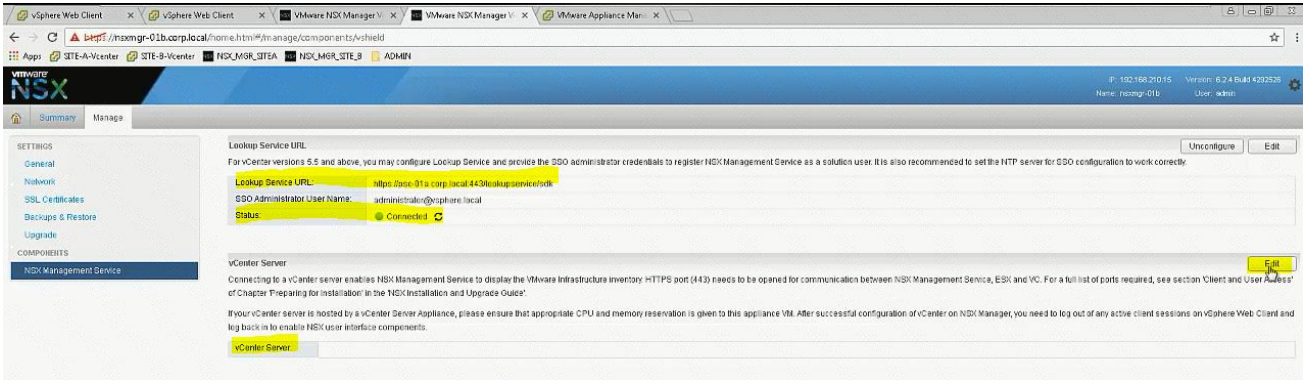 vSphere Web Client
vSphere Web Client
VMware NSX Manager V
VMware NSX Manager V
VMware Appliance Man
https://nsxmgr-01b.corp.local/home.html#/manage/components/vshield
Apps SITE-A-Vcenter SITE-B-Vcenter NSX_MGR_SITEA NSX_MGR_SITE_B ADMIN
vmware
NSX
IP: 192.168.210.15 Version: 6.2.4 Build 4292526
Name: nsxmgr-01b User: admin
Summary Manage
SETTINGS
General
Network
SSL Certificates
Backups & Restore
Upgrade
COMPONENTS
NSX Management Service
Lookup Service URL Unconfigure Edit
For vCenter versions 5.5 and above, you may configure Lookup Service and provide the SSO administrator credentials to register NSX Management Service as a solution user. It is also recommended to set the NTP server for SSO configuration to work correctly.
Lookup Service URL: https://psc-01a.corp.local:443/lookupservice/sdk
SSO Administrator User Name: administrator@vsphere.local
Status: Connected
vCenter Server Edit
Connecting to a vCenter server enables NSX Management Service to display the VMware Infrastructure inventory. HTTPS port (443) needs to be opened for communication between NSX Management Service, ESX and VC. For a full list of ports required, see section 'Client and User Access'
of Chapter 'Preparing for Installation' in the 'NSX Installation and Upgrade Guide'.
If your vCenter server is hosted by a vCenter Server Appliance, please ensure that appropriate CPU and memory reservation is given to this appliance VM. After successful configuration of vCenter on NSX Manager, you need to log out of any active client sessions on vSphere Web Client and
log back in to enable NSX user interface components.
vCenter Server: